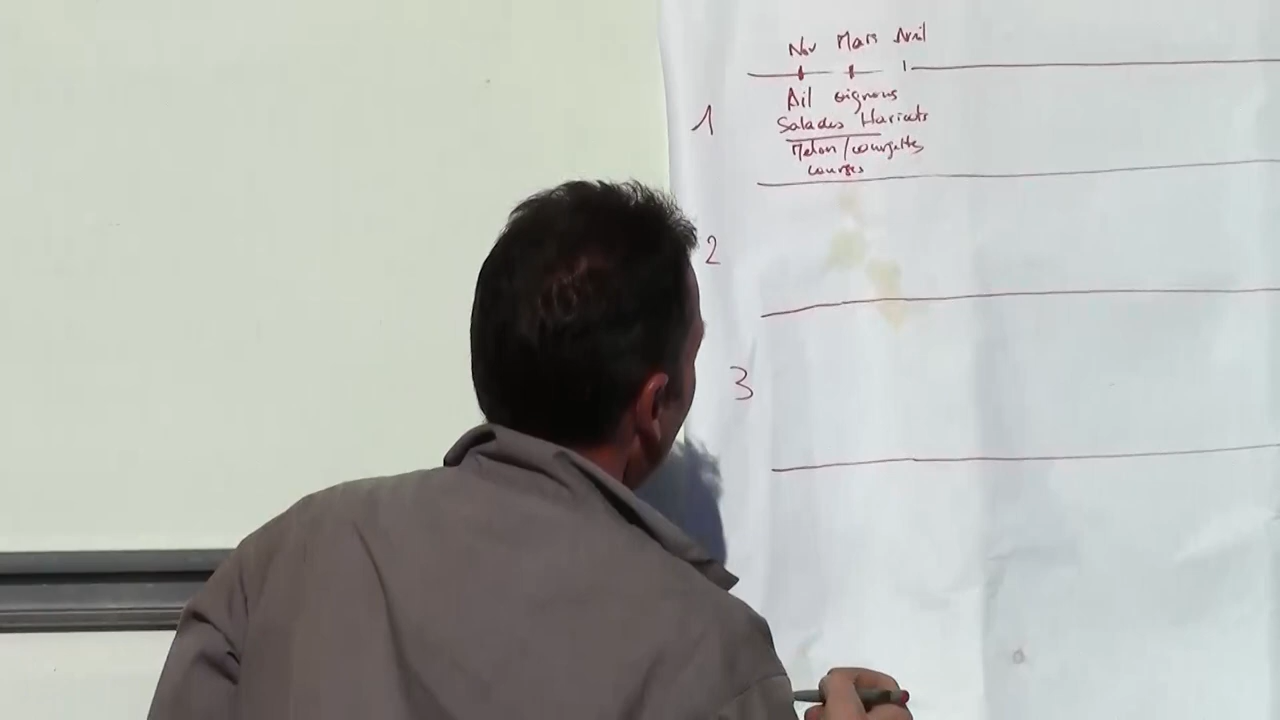 Nov Mars Avril
1
Ail oignons
Salades Haricots
Melon/courgettes
courges
2
3